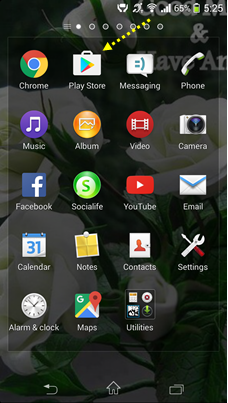 65% 5:25
&
Chrome Play Store Messaging Phone
Music Album Video Camera
Facebook Socialife YouTube Email
31
Calendar Notes Contacts Settings
Alarm & clock Maps Utilities